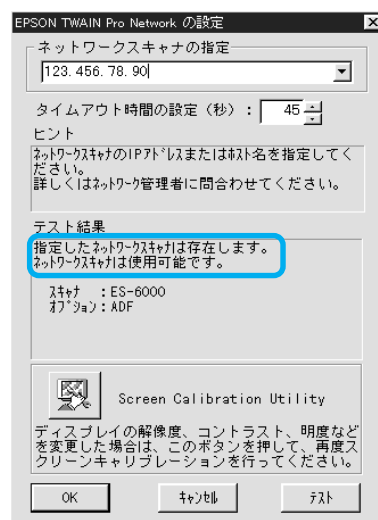 EPSON TWAIN Pro Network の設定
ネットワークスキャナの指定
123.456.78.90
タイムアウト時間の設定（秒）： 45
ヒント
ﾈｯﾄﾜｰｸｽｷｬﾅのIPｱﾄﾞﾚスまたはﾎｽﾄ名を指定してく
ださい。
詳しくはﾈｯﾄﾜｰｸ管理者に問合わせてください。
テスト結果
指定したﾈｯﾄﾜｰｸｽｷｬﾅは存在します。
ﾈｯﾄﾜｰｸｽｷｬﾅは使用可能です。
ｽｷｬﾅ ：ES-6000
ｵﾌﾟｼｮﾝ：ADF
Screen Calibration Utility
ディスプレイの解像度、コントラスト、明度など
を変更した場合は、このボタンを押して、再度ス
クリーンキャリブレーションを行ってください。
OK ｷｬﾝｾﾙ ﾃｽﾄ